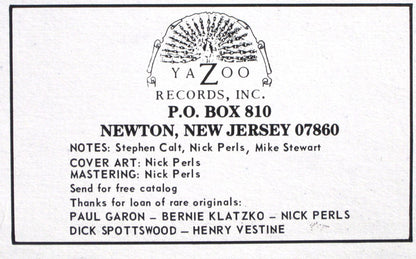 YAZOO
RECORDS, INC.
P.O. BOX 810
NEWTON, NEW JERSEY 07860
NOTES: Stephen Calt, Nick Perls, Mike Stewart
COVER ART: Nick Perls
MASTERING: Nick Perls
Send for free catalog
Thanks for loan of rare originals:
PAUL GARON – BERNIE KLATZKO – NICK PERLS
DICK SPOTTSWOOD – HENRY VESTINE